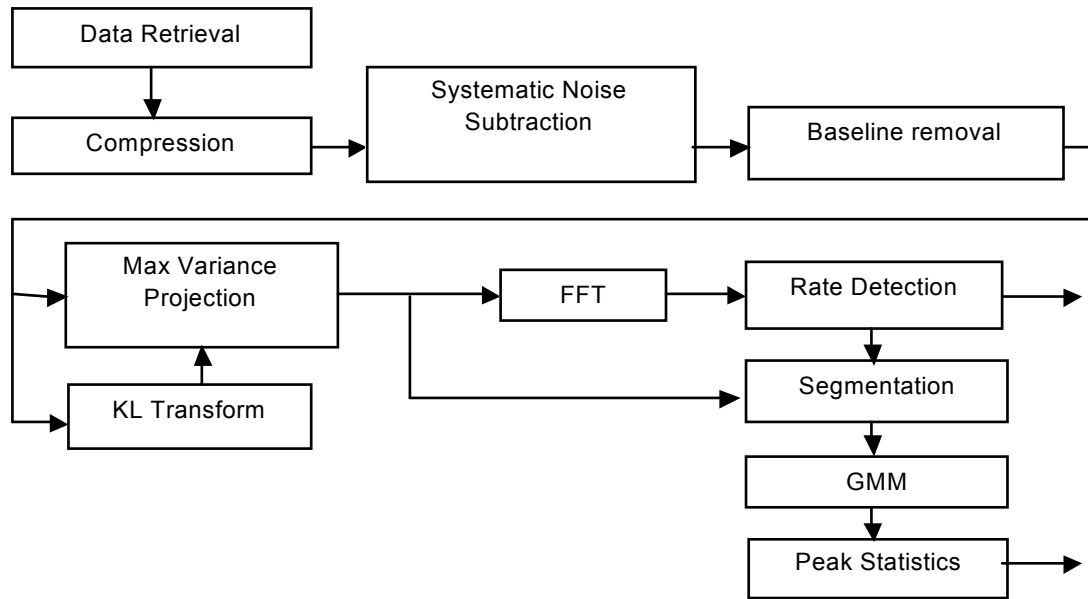 Data Retrieval
Compression
Systematic Noise
Subtraction
Baseline removal
Max Variance
Projection
KL Transform
FFT
Rate Detection
Segmentation
GMM
Peak Statistics